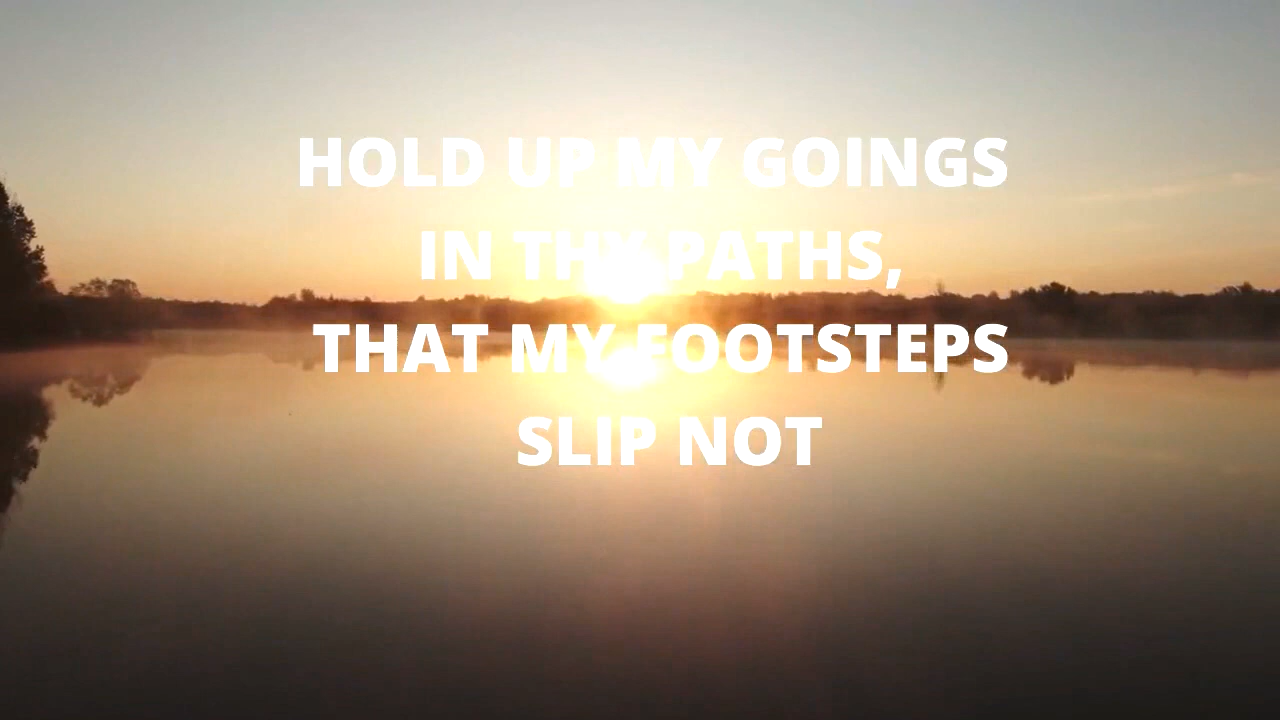 HOLD UP MY GOINGS
IN THY PATHS,
THAT MY FOOTSTEPS
SLIP NOT